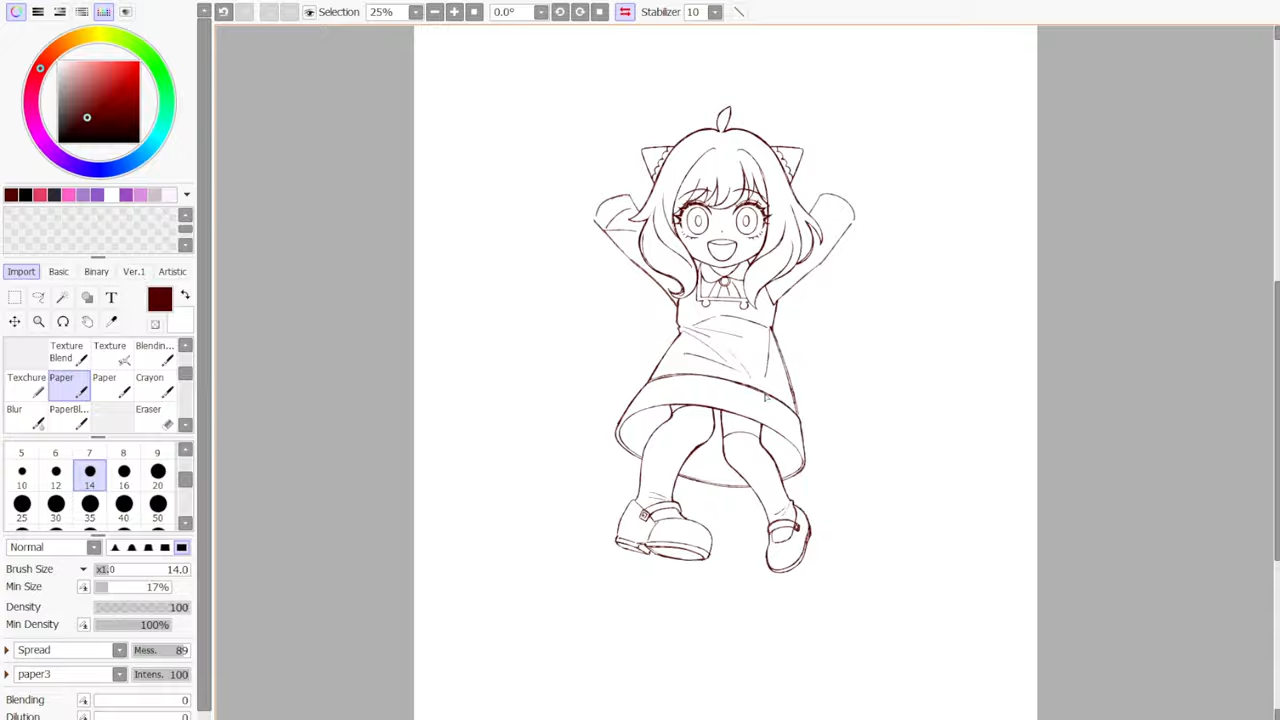 Selection 25% 0.0° Stabilizer 10
Import Basic Binary Ver.1 Artistic
T
Texture Blend Texture Blendin...
Texchure Paper Paper Crayon
Blur PaperBl... Eraser
5 6 7 8 9
10 12 14 16 20
25 30 35 40 50
Normal
Brush Size x1.0 14.0
Min Size 17%
Density 100
Min Density 100%
Spread Mess. 89
paper3 Intens. 100
Blending 0
Dilution 0